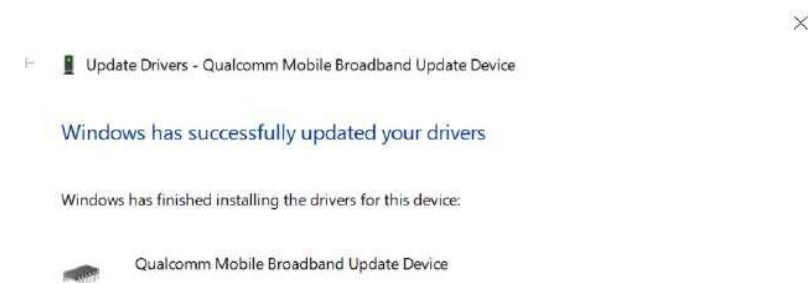 Update Drivers - Qualcomm Mobile Broadband Update Device
Windows has successfully updated your drivers
Windows has finished installing the drivers for this device:
Qualcomm Mobile Broadband Update Device